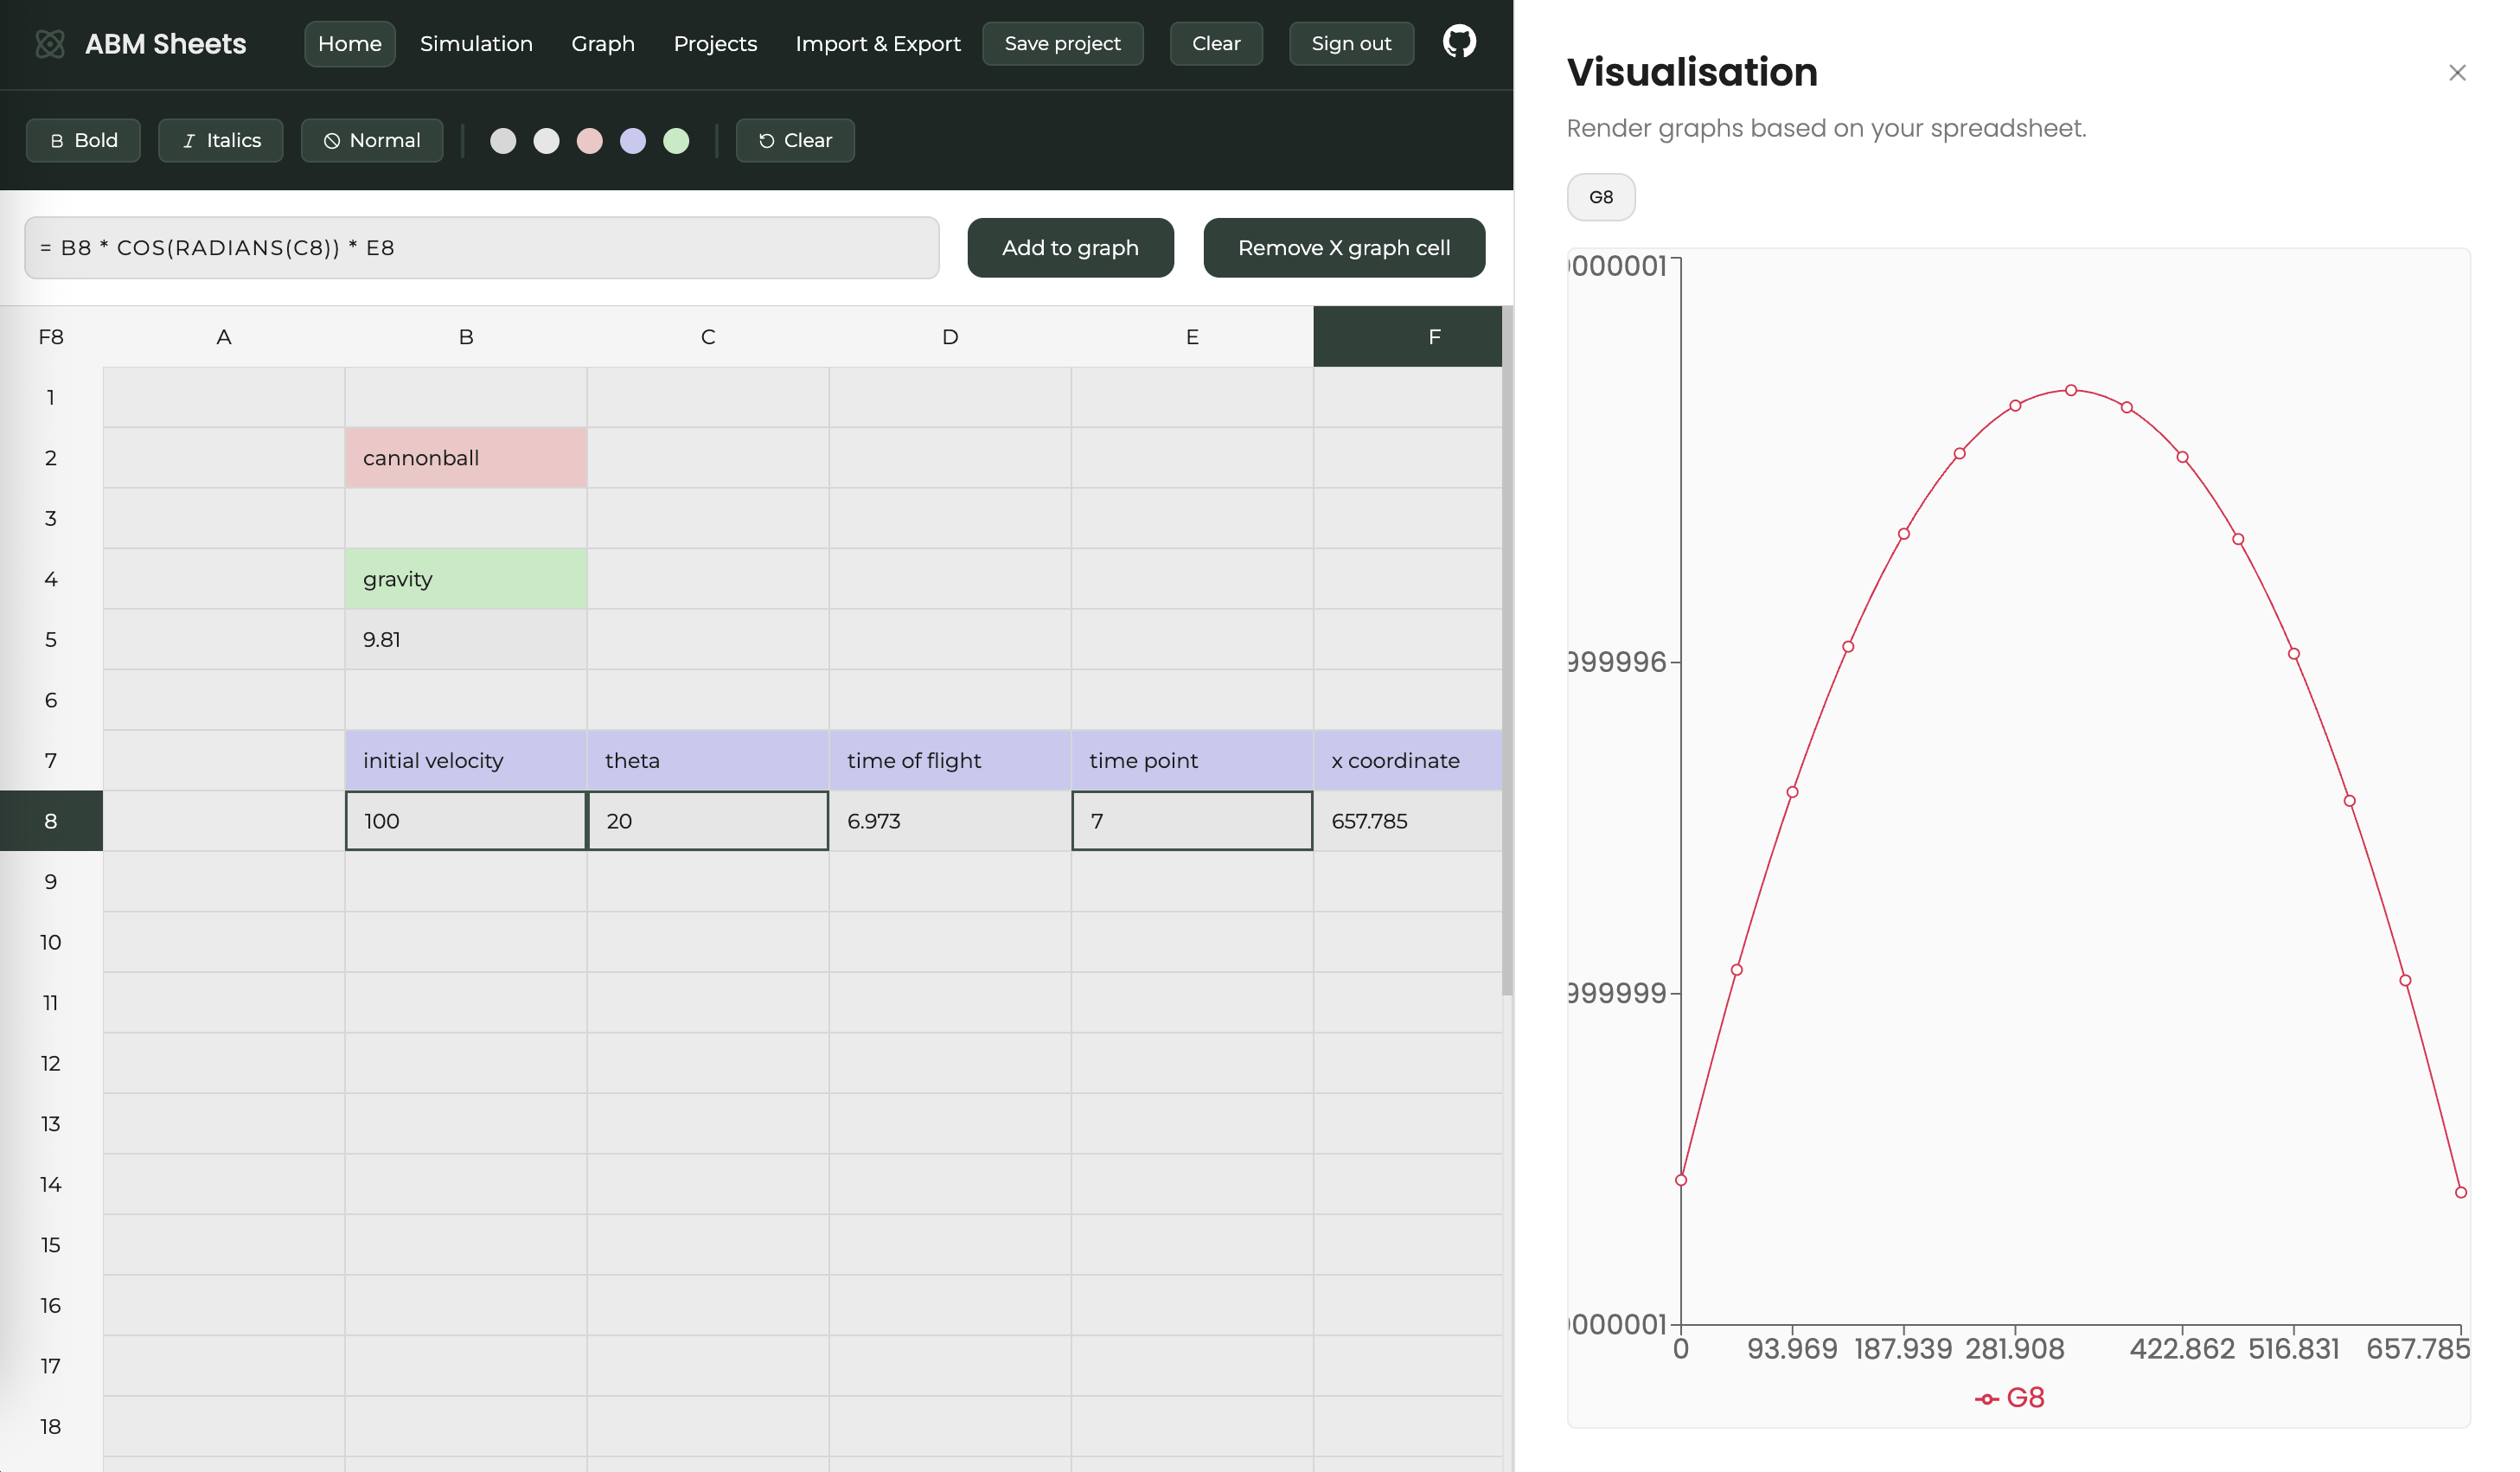 ABM Sheets
Home
Simulation
Graph
Projects
Import & Export
Save project
Clear
Sign out
Bold
Italics
Normal
Clear
= B8 * COS(RADIANS(C8)) * E8
Add to graph
Remove X graph cell
F8 A B C D E F
1
2 cannonball
3
4 gravity
5 9.81
6
7 initial velocity theta time of flight time point x coordinate
8 100 20 6.973 7 657.785
9
10
11
12
13
14
15
16
17
18
Visualisation
Render graphs based on your spreadsheet.
G8
000001
999996
999999
000001
0 93.969 187.939 281.908 422.862 516.831 657.785
G8